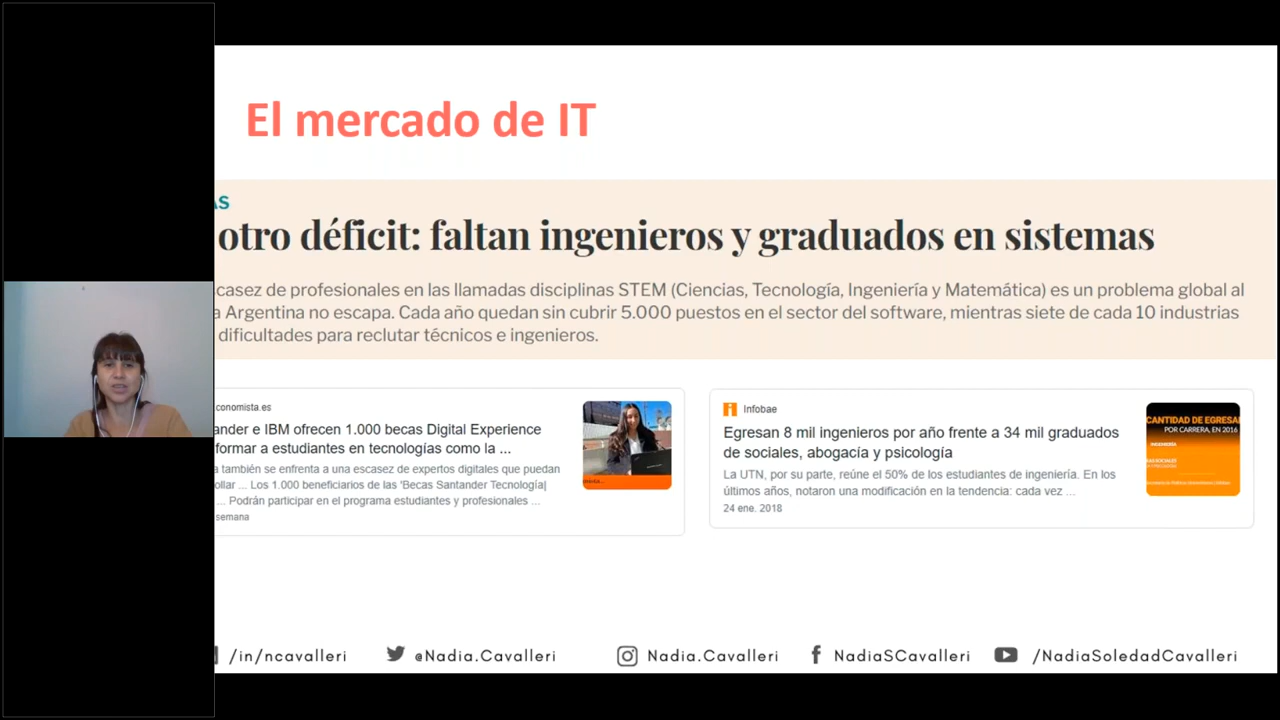 El mercado de IT
AS
otro déficit: faltan ingenieros y graduados en sistemas
casez de profesionales en las llamadas disciplinas STEM (Ciencias, Tecnología, Ingeniería y Matemática) es un problema global al
a Argentina no escapa. Cada año quedan sin cubrir 5.000 puestos en el sector del software, mientras siete de cada 10 industrias
dificultades para reclutar técnicos e ingenieros.
conomista.es
ander e IBM ofrecen 1.000 becas Digital Experience
formar a estudiantes en tecnologías como la ...
a también se enfrenta a una escasez de expertos digitales que puedan
ollar ... Los 1.000 beneficiarios de las 'Becas Santander Tecnología|
... Podrán participar en el programa estudiantes y profesionales ...
semana
Infobae
Egresan 8 mil ingenieros por año frente a 34 mil graduados
de sociales, abogacía y psicología
La UTN, por su parte, reúne el 50% de los estudiantes de ingeniería. En los
últimos años, notaron una modificación en la tendencia: cada vez ...
24 ene. 2018
CANTIDAD DE EGRESA
POR CARRERA, EN 2016
INGENIERÍA
/in/ncavalleri
@Nadia.Cavalleri
Nadia.Cavalleri
NadiaSCavalleri
/NadiaSoledadCavalleri